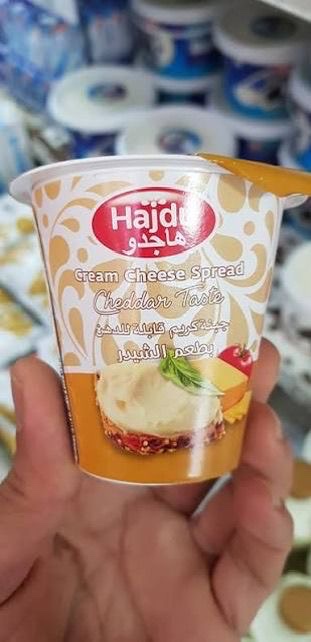 Hajdu
هاجدو
Cream Cheese Spread
Cheddar Taste
جبنة كريم قابلة للدهن
بطعم الشيدر